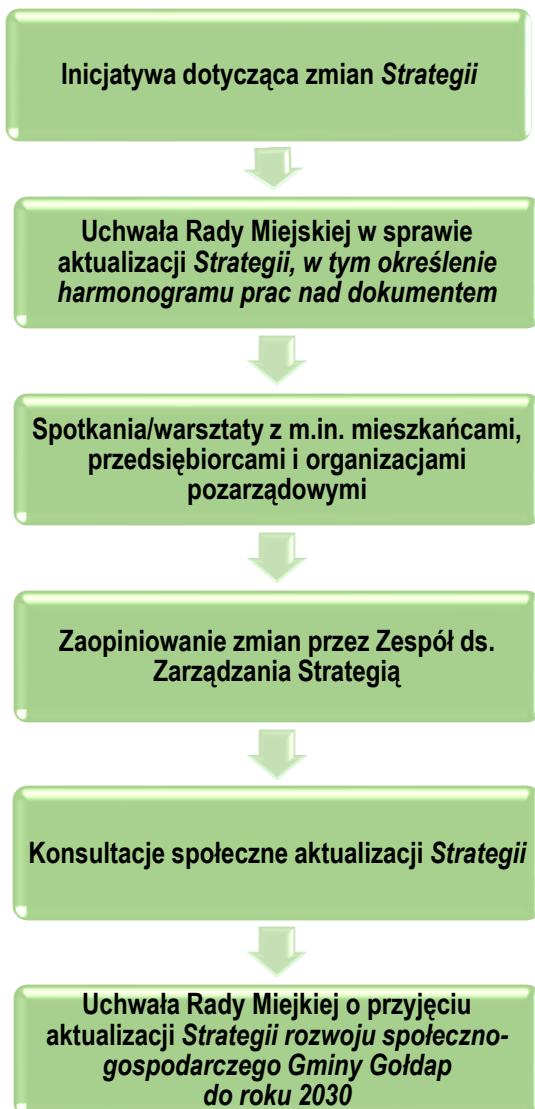 Inicjatywa dotycząca zmian Strategii
Uchwała Rady Miejskiej w sprawie
aktualizacji Strategii, w tym określenie
harmonogramu prac nad dokumentem
Spotkania/warsztaty z m.in. mieszkańcami,
przedsiębiorcami i organizacjami
pozarządowymi
Zaopiniowanie zmian przez Zespół ds.
Zarządzania Strategią
Konsultacje społeczne aktualizacji Strategii
Uchwała Rady Miejkiej o przyjęciu
aktualizacji Strategii rozwoju społeczno-
gospodarczego Gminy Gołdap
do roku 2030